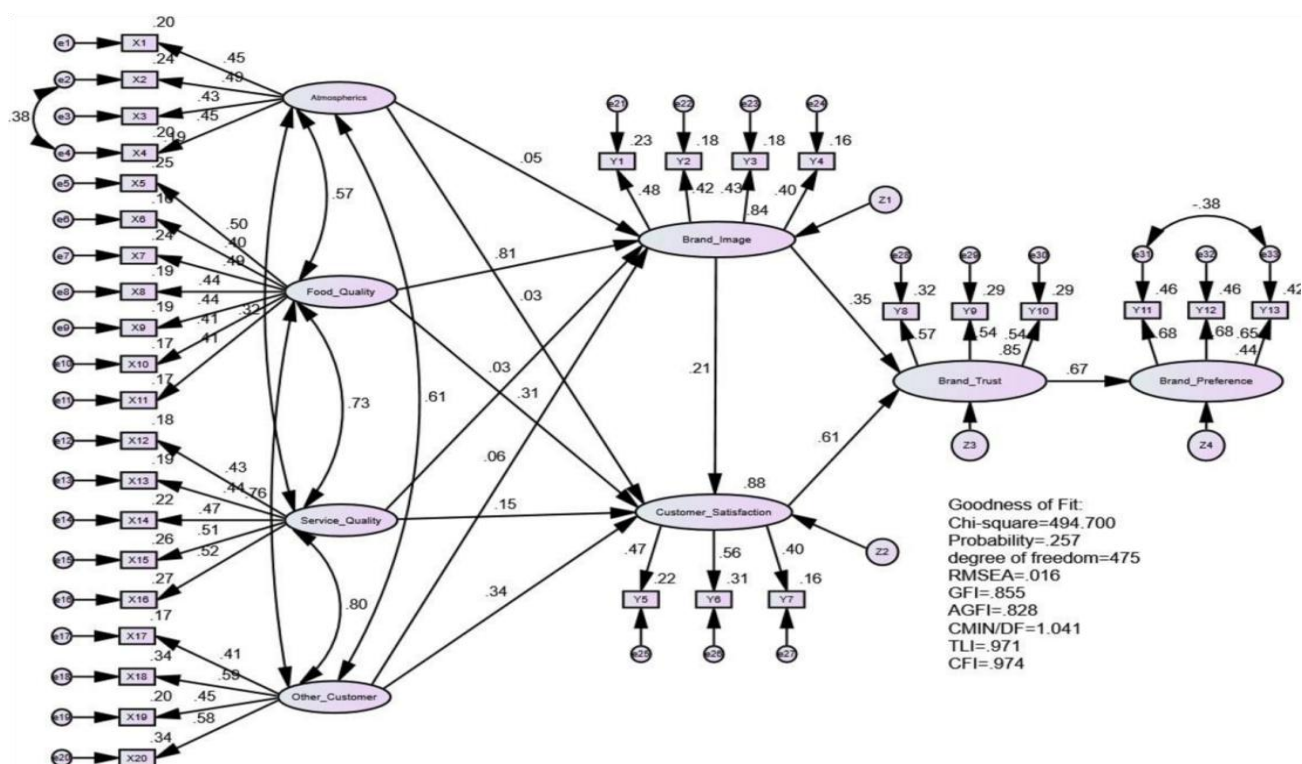 .20
e1 X1
.24 .45
e2 X2 .49
.38
e3 X3 .43
.45
.20 .19
e4 X4
.25
e5 X5
.16
e6 X6 .50
.24 .40
e7 X7 .49
.19
e8 X8 .44
.19 .44
e9 X9 .41
.17 .41
e10 X10
.17
e11 X11
.18
e12 X12
.19 .43
e13 X13 .44
.22 .47
e14 X14
.26 .51
e15 X15 .52
.27
e16 X16
.17
e17 X17
.34 .41
e18 X18 .59
.20 .45
e19 X19 .58
.34
e20 X20
Atmospherics
.57
Food_Quality
.32
.73
.61
.76
Service_Quality
.80
Other_Customer
.05
.81
.03
.03
.31
.06
.15
.34
e21 e22 e23 e24
.23 .18 .18 .16
Y1 Y2 Y3 Y4
.48 .42 .43 .40
.84
Z1
Brand_Image
.21
.35
.61
.88
Customer_Satisfaction
Z2
.47 .56 .40
.22 .31 .16
Y5 Y6 Y7
e25 e26 e27
e28 e29 e30
.32 .29 .29
Y8 Y9 Y10
.57 .54 .54
.85
Brand_Trust
Z3
.67
-.38
e31 e32 e33
.46 .46 .42
Y11 Y12 Y13
.68 .68 .65
.44
Brand_Preference
Z4
Goodness of Fit:
Chi-square=494.700
Probability=.257
degree of freedom=475
RMSEA=.016
GFI=.855
AGFI=.828
CMIN/DF=1.041
TLI=.971
CFI=.974